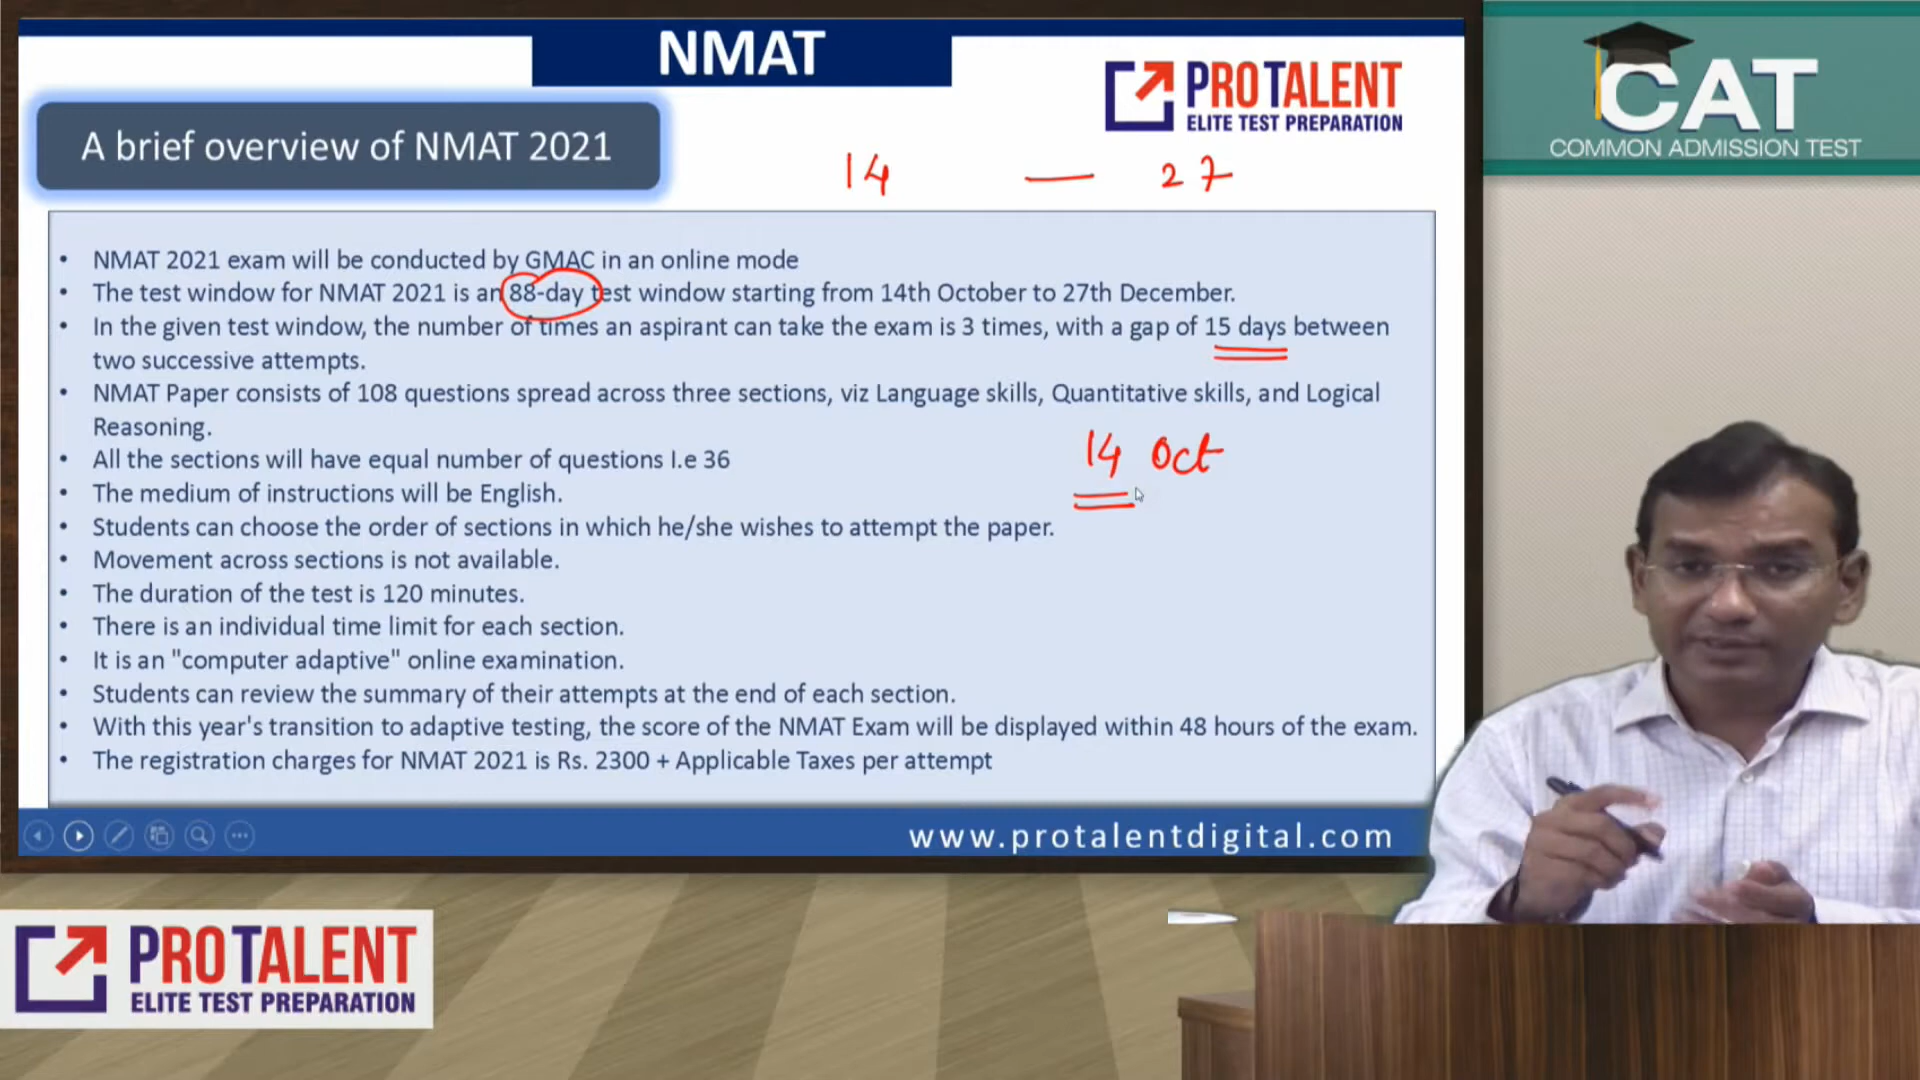 NMAT
PROTALENT
ELITE TEST PREPARATION
CAT
COMMON ADMISSION TEST
A brief overview of NMAT 2021
14 — 27
• NMAT 2021 exam will be conducted by GMAC in an online mode
• The test window for NMAT 2021 is an 88-day test window starting from 14th October to 27th December.
• In the given test window, the number of times an aspirant can take the exam is 3 times, with a gap of 15 days between
two successive attempts.
• NMAT Paper consists of 108 questions spread across three sections, viz Language skills, Quantitative skills, and Logical
Reasoning.
14 Oct
• All the sections will have equal number of questions I.e 36
• The medium of instructions will be English.
• Students can choose the order of sections in which he/she wishes to attempt the paper.
• Movement across sections is not available.
• The duration of the test is 120 minutes.
• There is an individual time limit for each section.
• It is an "computer adaptive" online examination.
• Students can review the summary of their attempts at the end of each section.
• With this year's transition to adaptive testing, the score of the NMAT Exam will be displayed within 48 hours of the exam.
• The registration charges for NMAT 2021 is Rs. 2300 + Applicable Taxes per attempt
www.protalentdigital.com
PROTALENT
ELITE TEST PREPARATION